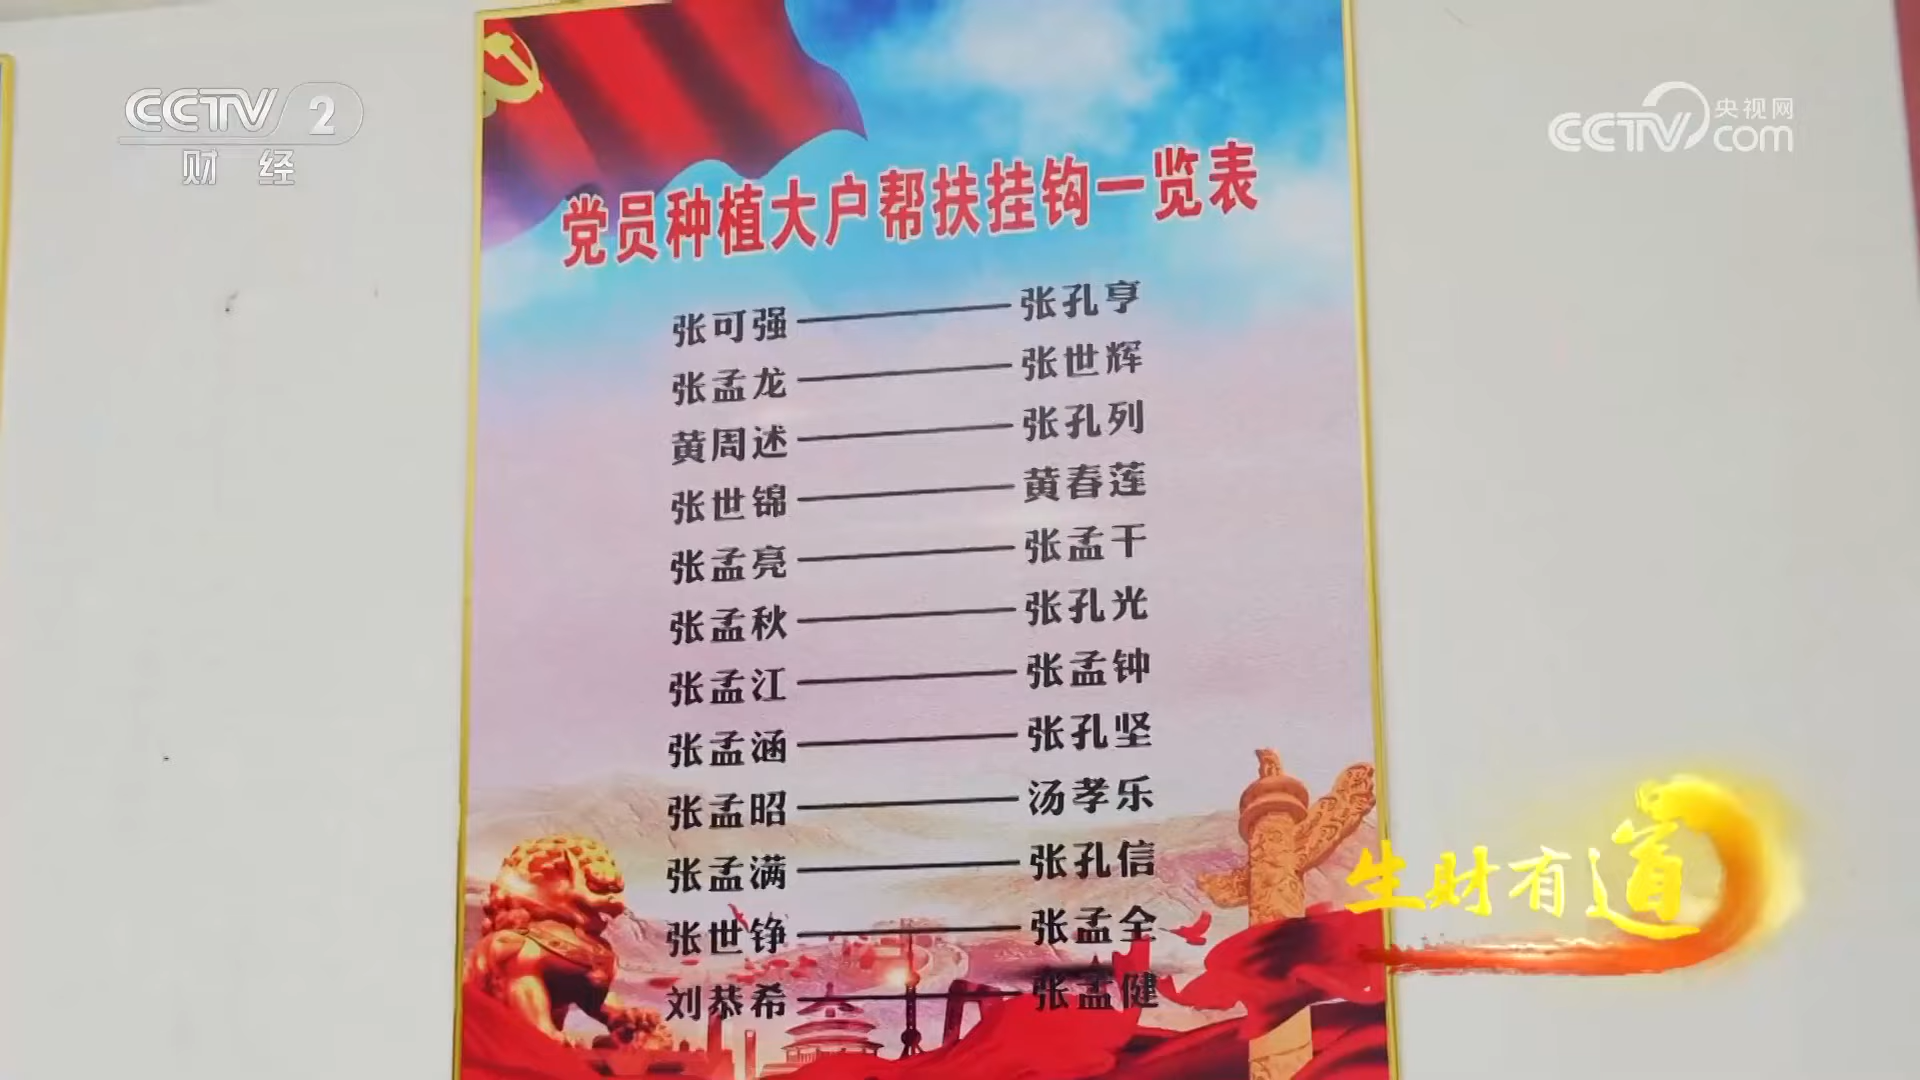 CCTV 2
财经
央视网
CCTV.com
党员种植大户帮扶挂钩一览表
张可强——张孔亨
张孟龙——张世辉
黄周述——张孔列
张世锦——黄春莲
张孟亮——张孟干
张孟秋——张孔光
张孟江——张孟钟
张孟涵——张孔坚
张孟昭——汤孝乐
张孟满——张孔信
张世铮——张孟全
刘恭希——张孟健
生财有道